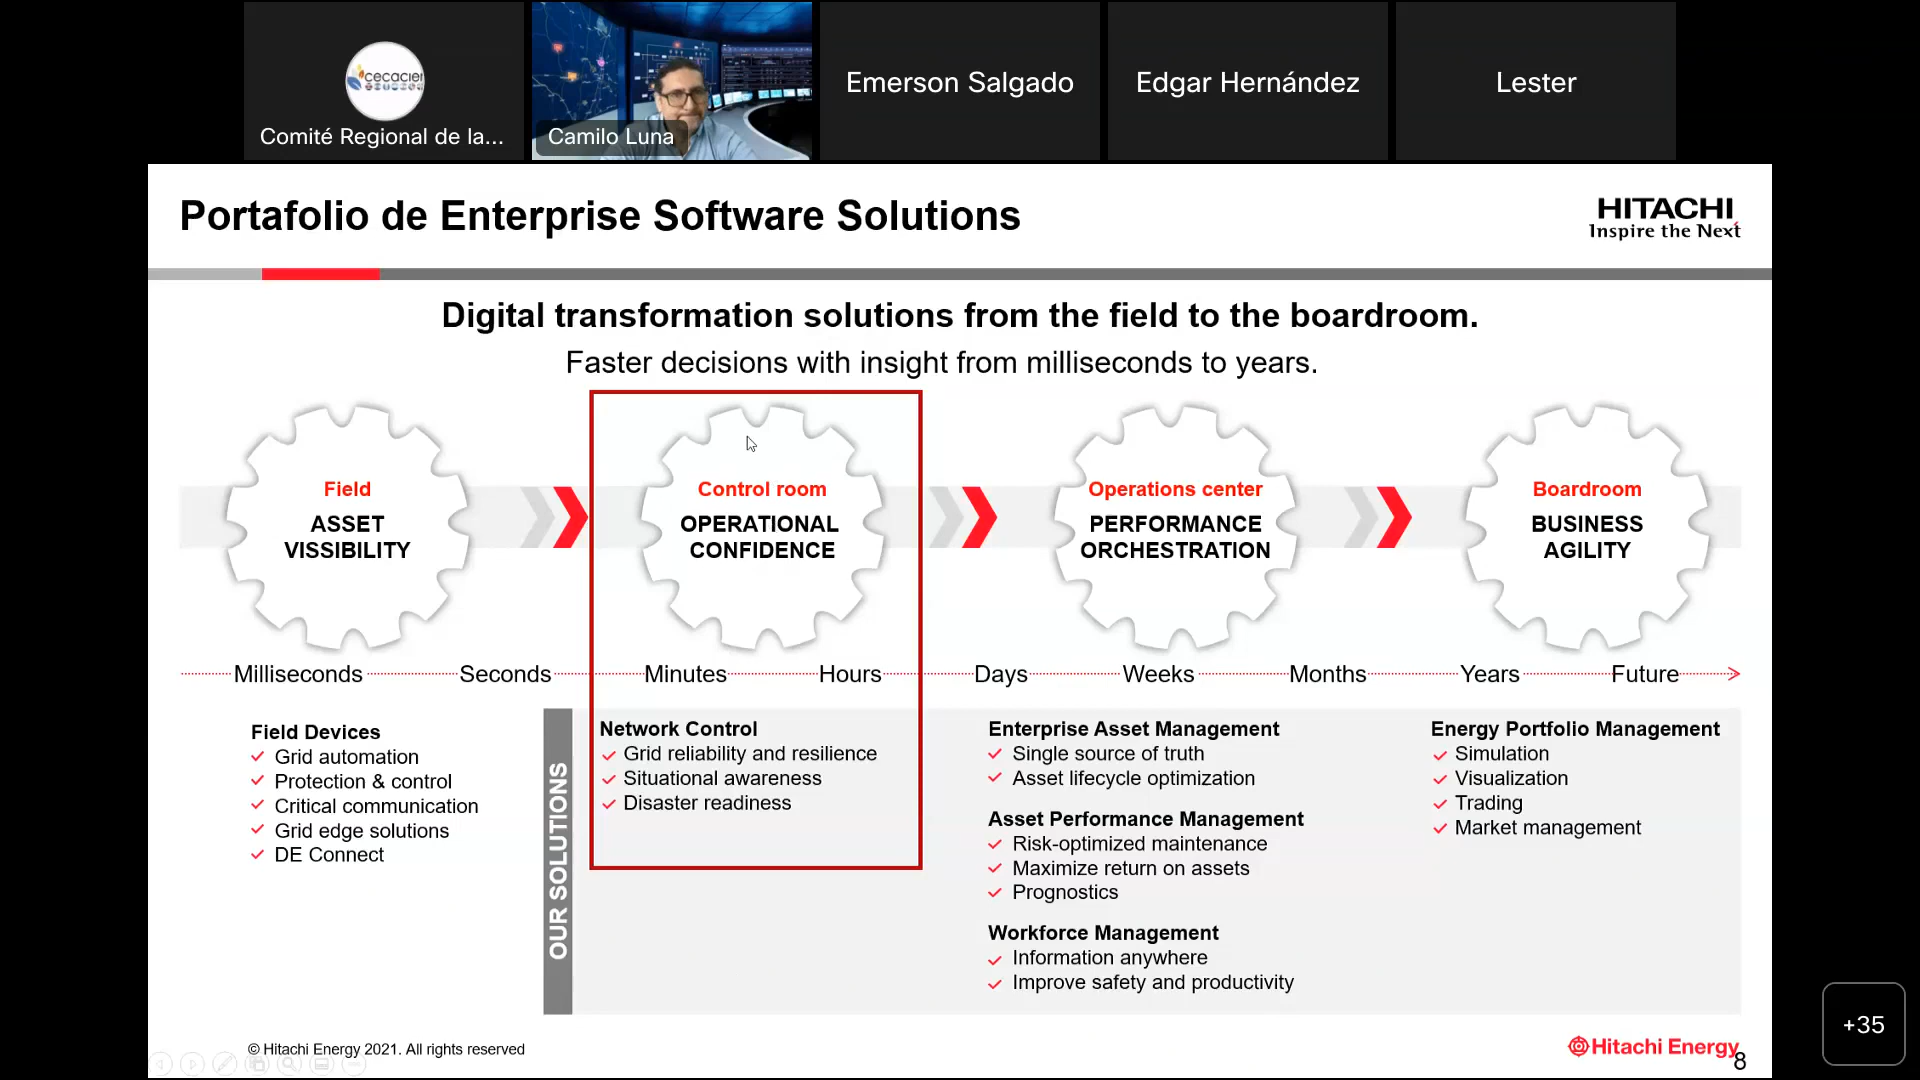 cecacier
Comité Regional de la...
Camilo Luna
Emerson Salgado
Edgar Hernández
Lester
Portafolio de Enterprise Software Solutions
HITACHI
Inspire the Next
Digital transformation solutions from the field to the boardroom.
Faster decisions with insight from milliseconds to years.
Field
ASSET
VISSIBILITY
Control room
OPERATIONAL
CONFIDENCE
Operations center
PERFORMANCE
ORCHESTRATION
Boardroom
BUSINESS
AGILITY
Milliseconds Seconds Minutes Hours Days Weeks Months Years Future
Field Devices
Grid automation
Protection & control
Critical communication
Grid edge solutions
DE Connect
OUR SOLUTIONS
Network Control
Grid reliability and resilience
Situational awareness
Disaster readiness
Enterprise Asset Management
Single source of truth
Asset lifecycle optimization
Asset Performance Management
Risk-optimized maintenance
Maximize return on assets
Prognostics
Workforce Management
Information anywhere
Improve safety and productivity
Energy Portfolio Management
Simulation
Visualization
Trading
Market management
© Hitachi Energy 2021. All rights reserved
Hitachi Energy
8
+35